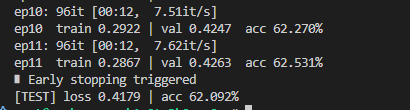 ep10: 96it [00:12,  7.51it/s]
ep10  train 0.2922 | val 0.4247  acc 62.270%
ep11: 96it [00:12,  7.62it/s]
ep11  train 0.2867 | val 0.4263  acc 62.531%
Early stopping triggered
[TEST] loss 0.4179 | acc 62.092%